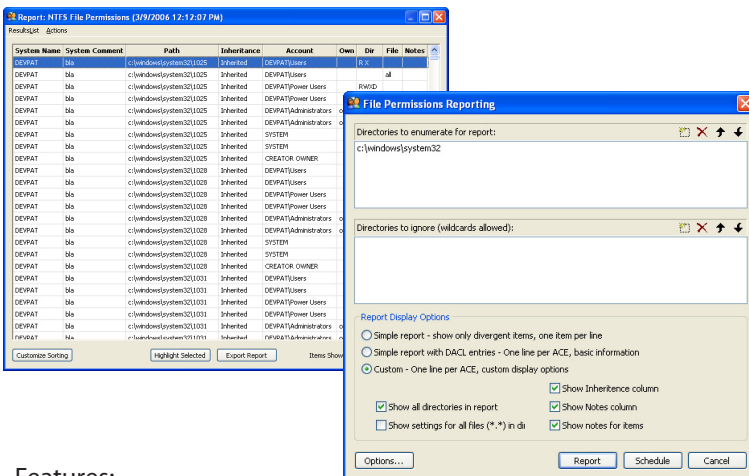 Report: NTFS File Permissions (3/9/2006 12:12:07 PM)
ResultsList Actions
System Name System Comment Path Inheritance Account Own Dir File Notes
DEVPAT bla c:\windows\system32\1025 Inherited DEVPAT\Users R X
DEVPAT bla c:\windows\system32\1025 Inherited DEVPAT\Users all
DEVPAT bla c:\windows\system32\1025 Inherited DEVPAT\Power Users RWXD
DEVPAT bla c:\windows\system32\1025 Inherited DEVPAT\Power Users
DEVPAT bla c:\windows\system32\1025 Inherited DEVPAT\Administrators o
DEVPAT bla c:\windows\system32\1025 Inherited DEVPAT\Administrators o
DEVPAT bla c:\windows\system32\1025 Inherited SYSTEM
DEVPAT bla c:\windows\system32\1025 Inherited SYSTEM
DEVPAT bla c:\windows\system32\1025 Inherited CREATOR OWNER
DEVPAT bla c:\windows\system32\1028 Inherited DEVPAT\Users
DEVPAT bla c:\windows\system32\1028 Inherited DEVPAT\Users
DEVPAT bla c:\windows\system32\1028 Inherited DEVPAT\Power Users
DEVPAT bla c:\windows\system32\1028 Inherited DEVPAT\Power Users
DEVPAT bla c:\windows\system32\1028 Inherited DEVPAT\Administrators o
DEVPAT bla c:\windows\system32\1028 Inherited DEVPAT\Administrators o
DEVPAT bla c:\windows\system32\1028 Inherited SYSTEM
DEVPAT bla c:\windows\system32\1028 Inherited SYSTEM
DEVPAT bla c:\windows\system32\1028 Inherited CREATOR OWNER
DEVPAT bla c:\windows\system32\1031 Inherited DEVPAT\Users
DEVPAT bla c:\windows\system32\1031 Inherited DEVPAT\Users
DEVPAT bla c:\windows\system32\1031 Inherited DEVPAT\Power Users
DEVPAT bla c:\windows\system32\1031 Inherited DEVPAT\Power Users
DEVPAT bla c:\windows\system32\1031 Inherited DEVPAT\Administrators o
DEVPAT bla c:\windows\system32\1031 Inherited DEVPAT\Administrators o
Customize Sorting Highlight Selected Export Report Items Show
File Permissions Reporting
Directories to enumerate for report:
c:\windows\system32
Directories to ignore (wildcards allowed):
Report Display Options
Simple report - show only divergent items, one item per line
Simple report with DACL entries - One line per ACE, basic information
Custom - One line per ACE, custom display options
Show Inheritence column
Show all directories in report Show Notes column
Show settings for all files (*.*) in dir Show notes for items
Options... Report Schedule Cancel
Features: